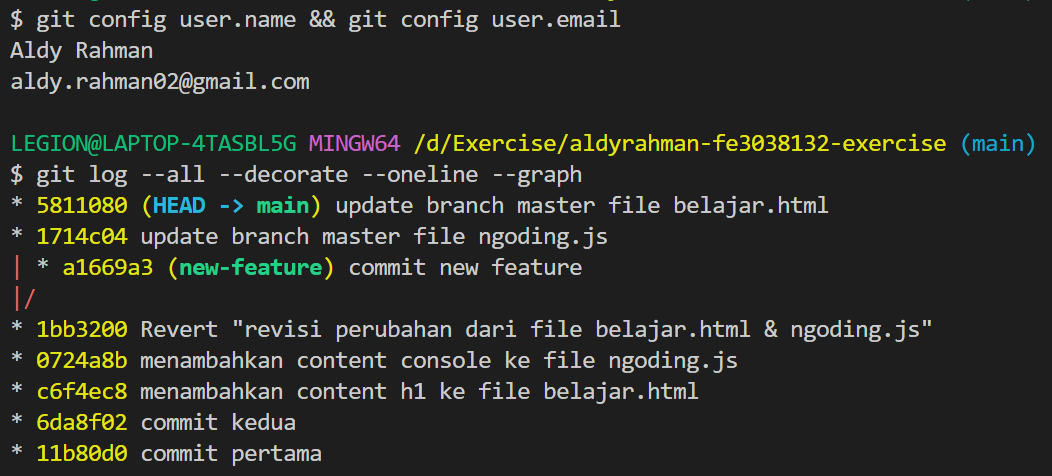 $ git config user.name && git config user.email
Aldy Rahman
aldy.rahman02@gmail.com
LEGION@LAPTOP-4TASBL5G MINGW64 /d/Exercise/aldyrahman-fe3038132-exercise (main)
$ git log --all --decorate --oneline --graph
* 5811080 (HEAD -> main) update branch master file belajar.html
* 1714c04 update branch master file ngoding.js
| * a1669a3 (new-feature) commit new feature
|/
* 1bb3200 Revert "revisi perubahan dari file belajar.html & ngoding.js"
* 0724a8b menambahkan content console ke file ngoding.js
* c6f4ec8 menambahkan content h1 ke file belajar.html
* 6da8f02 commit kedua
* 11b80d0 commit pertama